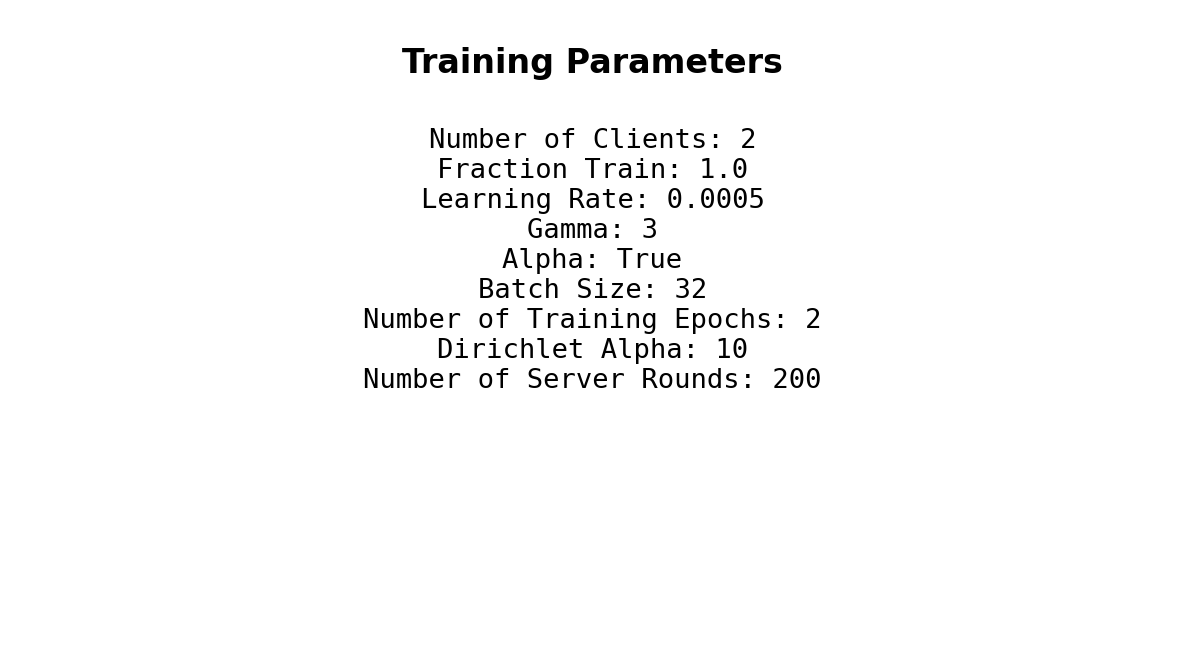 Training Parameters
Number of Clients: 2
Fraction Train: 1.0
Learning Rate: 0.0005
Gamma: 3
Alpha: True
Batch Size: 32
Number of Training Epochs: 2
Dirichlet Alpha: 10
Number of Server Rounds: 200